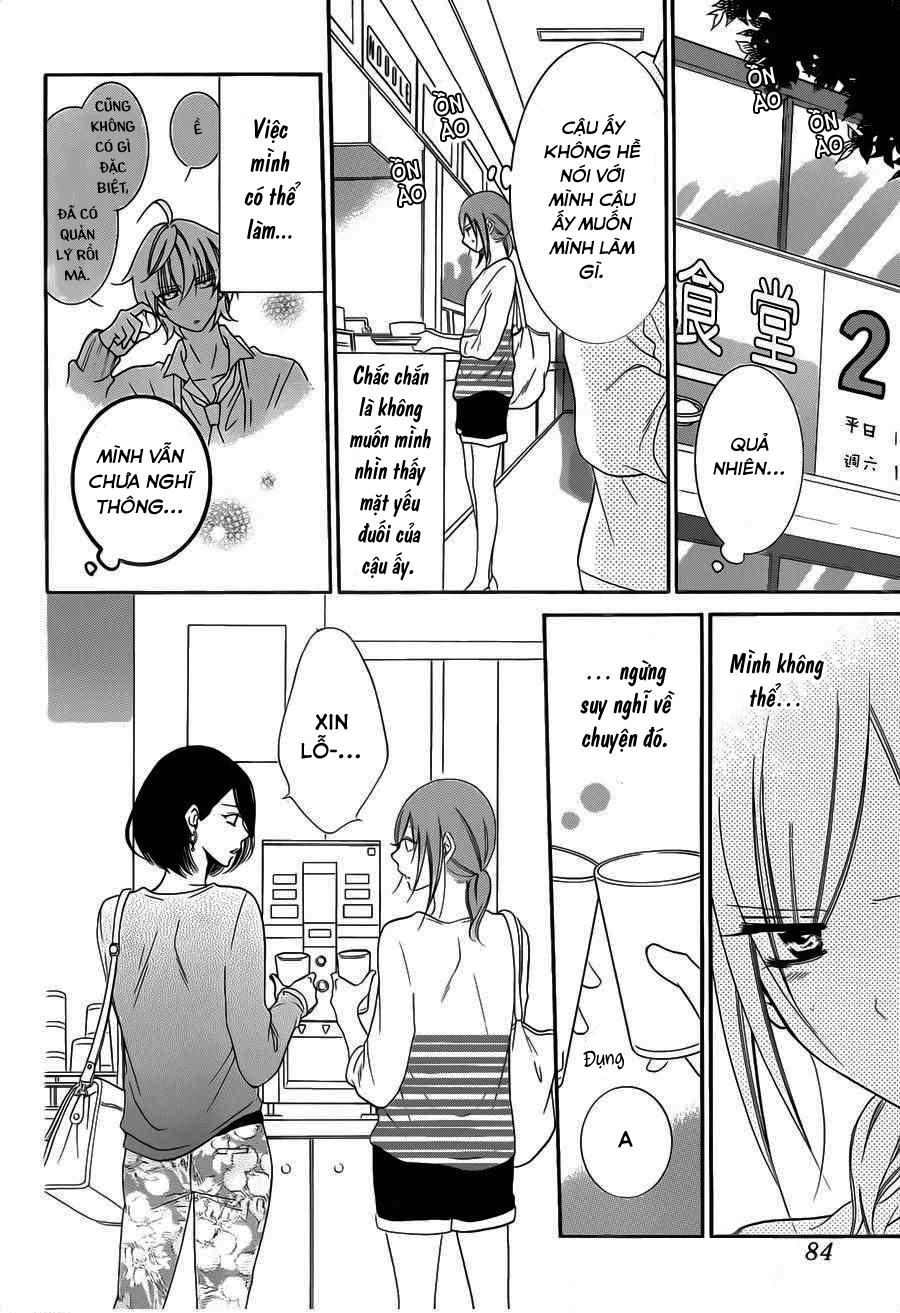 ỒN
ÀO
ỒN
ÀO
食堂
2
平日
週六
QUẢ
NHIÊN...
CẬU ẤY
KHÔNG HỀ
NÓI VỚI
MÌNH CẬU
ẤY MUỐN
MÌNH LÀM
GÌ.
NOODLE
ỒN
ÀO
ỒN
ÀO
Chắc chắn
là không
muốn mình
nhìn thấy
mặt yếu
đuối của
cậu ấy.
Việc
mình
có thể
làm...
Ề
CŨNG
KHÔNG
CÓ GÌ
ĐẶC
BIỆT,
ĐÃ CÓ
QUẢN
LÝ RỒI
MÀ.
MÌNH VẪN
CHƯA NGHĨ
THÔNG...
Mình không
thể...
... ngừng
suy nghĩ về
chuyện đó.
Đụng
A
XIN
LỖ-...
84